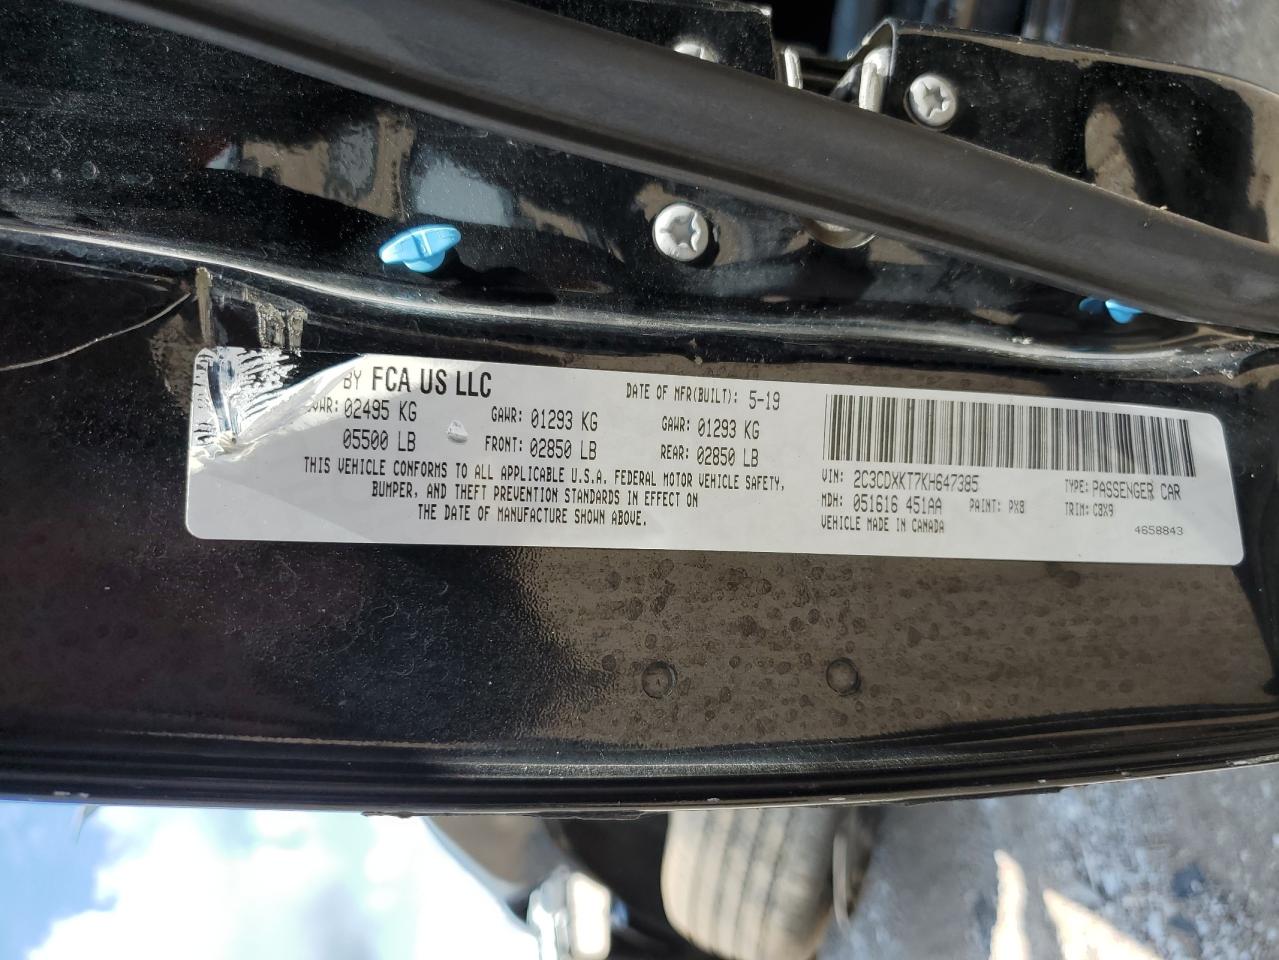 BY FCA US LLC DATE OF MFR(BUILT): 5-19
02495 KG GAWR: 01293 KG GAWR: 01293 KG
05500 LB FRONT: 02850 LB REAR: 02850 LB
THIS VEHICLE CONFORMS TO ALL APPLICABLE U.S.A. FEDERAL MOTOR VEHICLE SAFETY,
BUMPER, AND THEFT PREVENTION STANDARDS IN EFFECT ON
THE DATE OF MANUFACTURE SHOWN ABOVE.
VIN: 2C3CDXKT7KH647385 TYPE: PASSENGER CAR
MDH: 051616 451AA PAINT: PX8 TRIM: C8X9
VEHICLE MADE IN CANADA 4658843